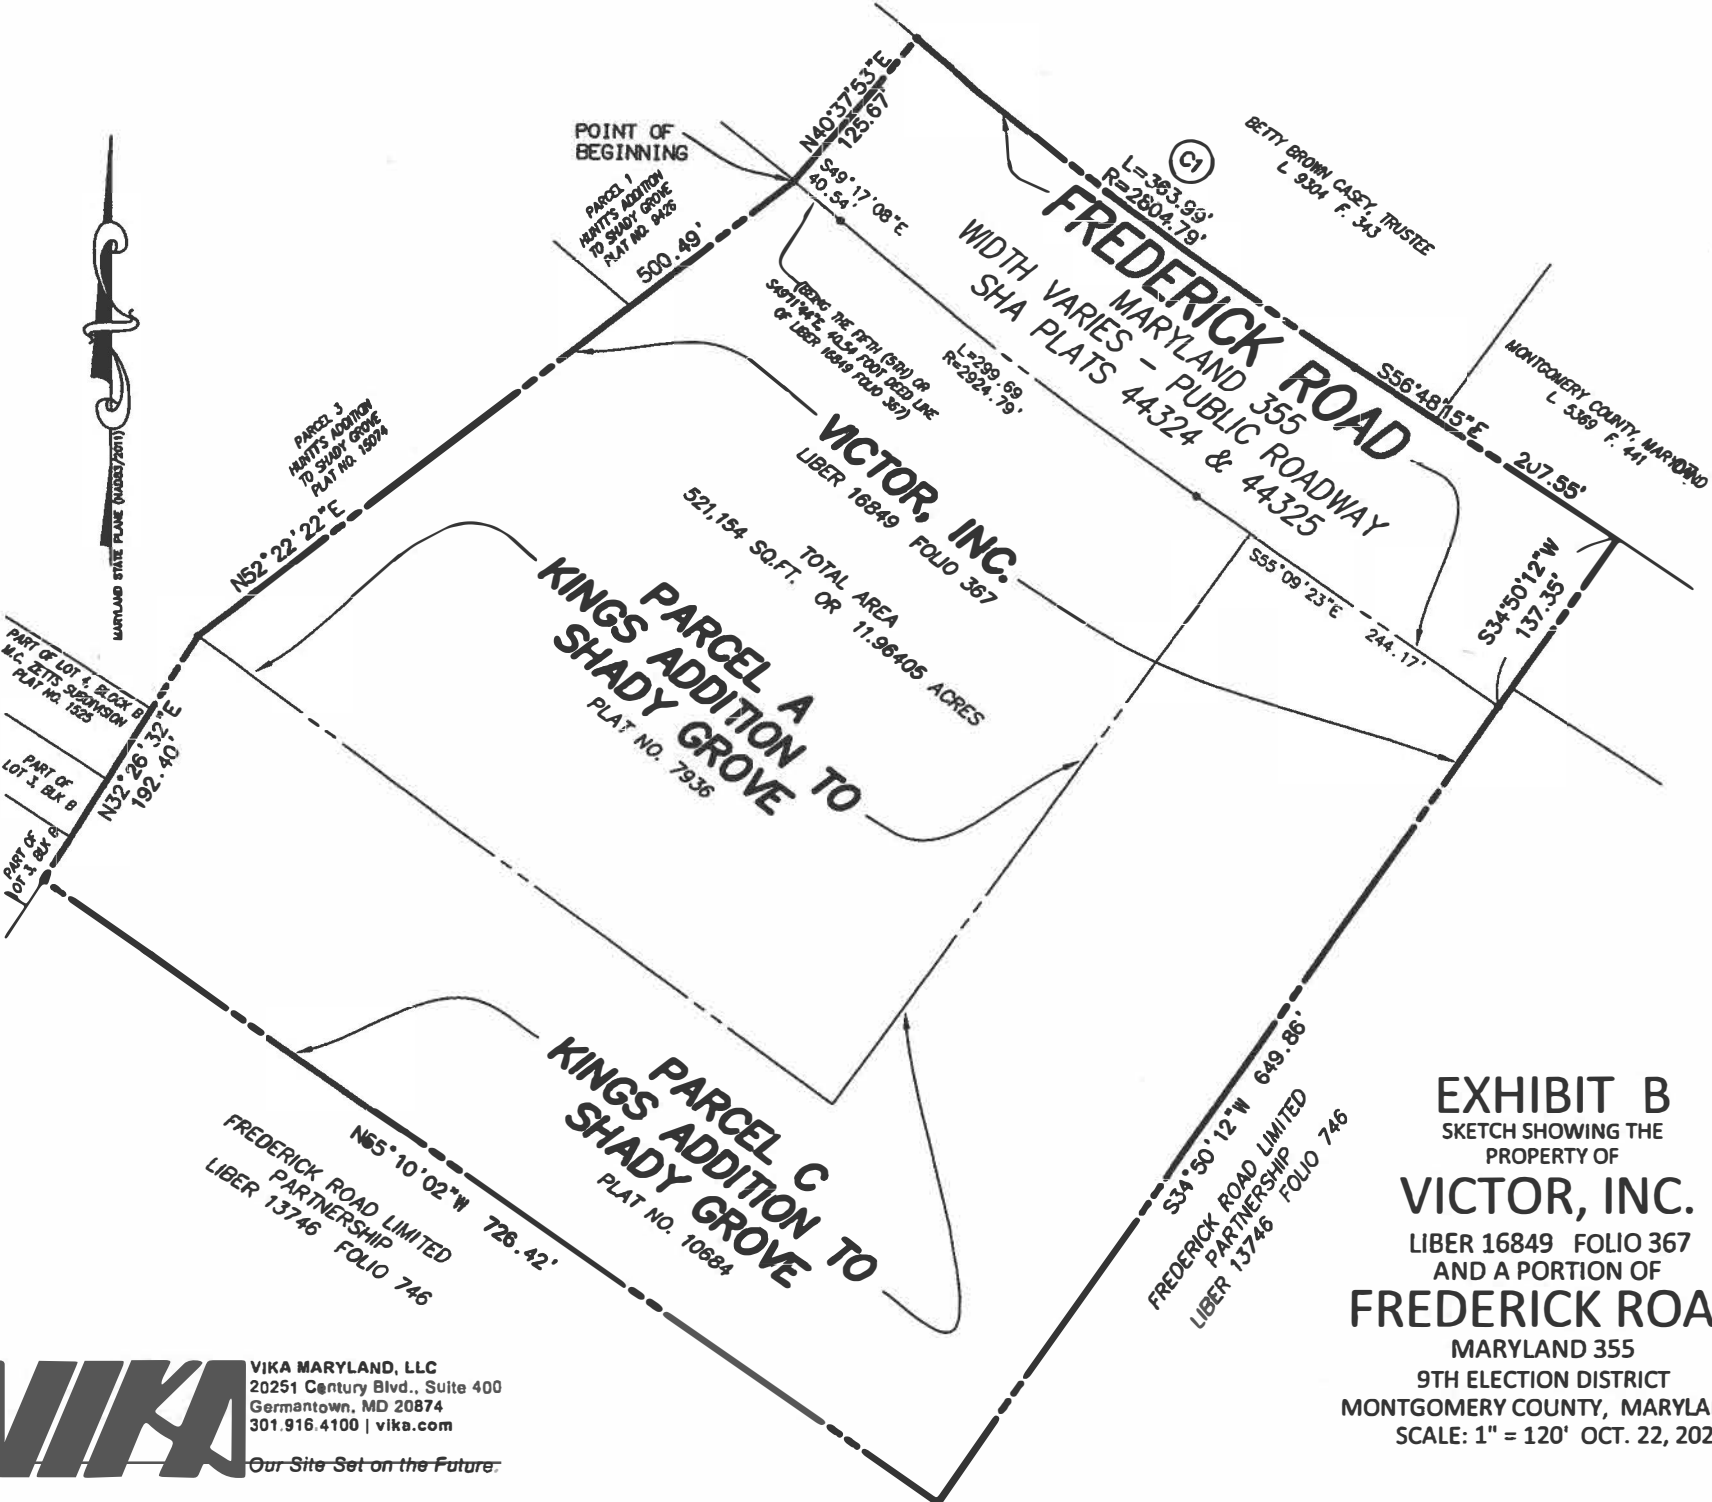 N40°37'53"E
125.67'
POINT OF
BEGINNING
S49°17'08"E
40.54'
PARCEL 1
HUNTT'S ADDITION
TO SHADY GROVE
PLAT NO. 9426
500.49'
C1
L=363.99'
R=2804.79'
BETTY BROWN CASEY, TRUSTEE
L. 9304 F. 343
FREDERICK ROAD
MARYLAND 355
WIDTH VARIES - PUBLIC ROADWAY
SHA PLATS 44324 & 44325
(BEING THE FIFTH (5TH) OR
S49°11'44"E, 40.54 FOOT DEED LINE
OF LIBER 16849 FOLIO 367)
L=299.69
R=2924.79'
S56°48'15"E
207.55'
MONTGOMERY COUNTY, MARYLAND
L. 5369 F. 441
MARYLAND STATE PLANE (NAD83/2011)
PARCEL 3
HUNTT'S ADDITION
TO SHADY GROVE
PLAT NO. 15074
N52°22'22"E
VICTOR, INC.
LIBER 16849 FOLIO 367
TOTAL AREA
521,154 SQ.FT. OR 11.96405 ACRES
S55°09'23"E 244.17'
S34°50'12"W
137.35'
PARCEL A
KINGS ADDITION TO
SHADY GROVE
PLAT NO. 7936
PART OF LOT 4, BLOCK B
M.C. ZETTS SUBDIVISION
PLAT NO. 1525
N32°26'32"E
192.40'
PART OF
LOT 3, BLK B
PART OF
LOT 3, BLK B
PARCEL C
KINGS ADDITION TO
SHADY GROVE
PLAT NO. 10684
N65°10'02"W 726.42'
FREDERICK ROAD LIMITED
PARTNERSHIP
LIBER 13746 FOLIO 746
S34°50'12"W 649.86'
FREDERICK ROAD LIMITED
PARTNERSHIP
LIBER 13746 FOLIO 746
EXHIBIT B
SKETCH SHOWING THE
PROPERTY OF
VICTOR, INC.
LIBER 16849 FOLIO 367
AND A PORTION OF
FREDERICK ROA
MARYLAND 355
9TH ELECTION DISTRICT
MONTGOMERY COUNTY, MARYLA
SCALE: 1" = 120' OCT. 22, 202
VIKA
VIKA MARYLAND, LLC
20251 Century Blvd., Suite 400
Germantown, MD 20874
301.916.4100 | vika.com
Our Site Set on the Future.